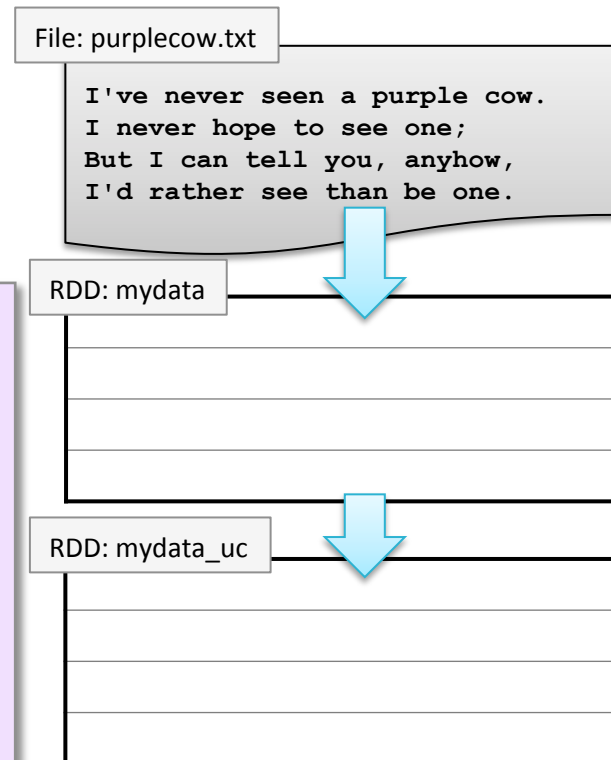 File: purplecow.txt
I've never seen a purple cow.
I never hope to see one;
But I can tell you, anyhow,
I'd rather see than be one.
RDD: mydata
RDD: mydata_uc